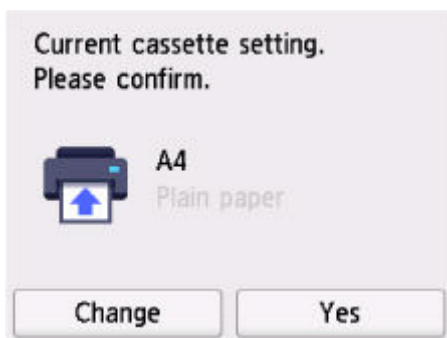 Current cassette setting.
Please confirm.
A4
Plain paper
Change
Yes